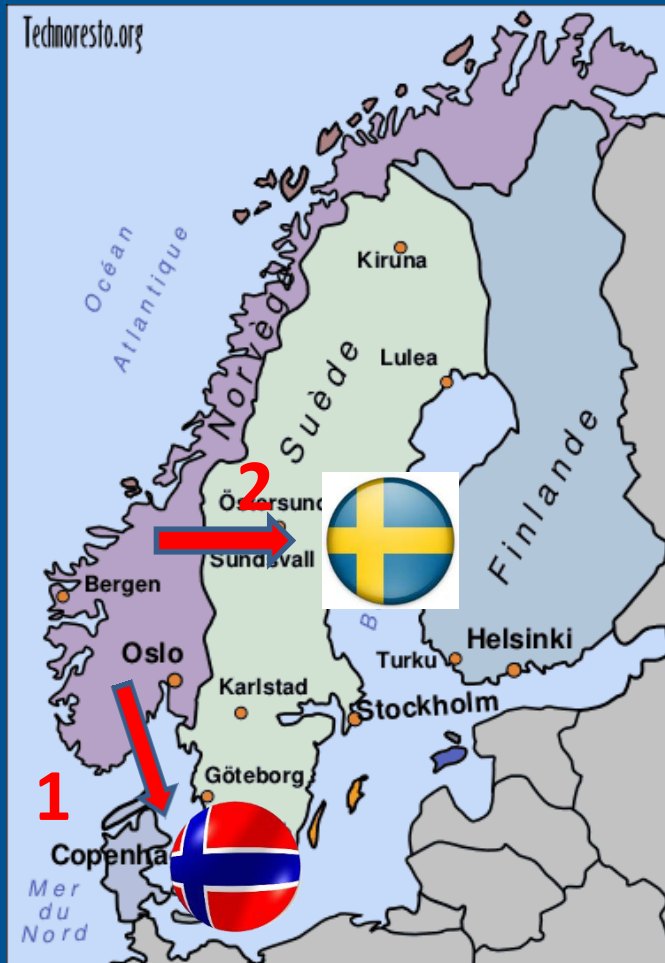 Technoresto.org
Océan
Atlantique
Kiruna
Norvège
Suède
Lulea
2
Östersund
Sundsvall
Finlande
Bergen
Oslo
Turku
Helsinki
Karlstad
Stockholm
1
Göteborg
Copenha
Mer
du
Nord